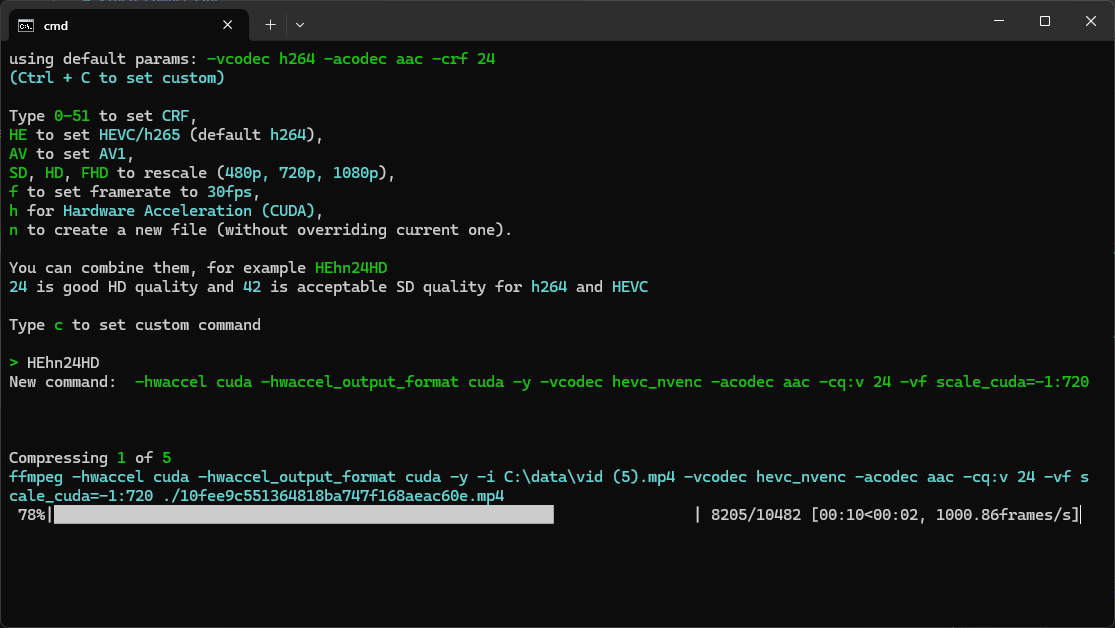 cmd
using default params: -vcodec h264 -acodec aac -crf 24
(Ctrl + C to set custom)
Type 0-51 to set CRF,
HE to set HEVC/h265 (default h264),
AV to set AV1,
SD, HD, FHD to rescale (480p, 720p, 1080p),
f to set framerate to 30fps,
h for Hardware Acceleration (CUDA),
n to create a new file (without overriding current one).
You can combine them, for example HEhn24HD
24 is good HD quality and 42 is acceptable SD quality for h264 and HEVC
Type c to set custom command
> HEhn24HD
New command:  -hwaccel cuda -hwaccel_output_format cuda -y -vcodec hevc_nvenc -acodec aac -cq:v 24 -vf scale_cuda=-1:720
Compressing 1 of 5
ffmpeg -hwaccel cuda -hwaccel_output_format cuda -y -i C:\data\vid (5).mp4 -vcodec hevc_nvenc -acodec aac -cq:v 24 -vf s
cale_cuda=-1:720 ./10fee9c551364818ba747f168aeac60e.mp4
78%| | 8205/10482 [00:10<00:02, 1000.86frames/s]